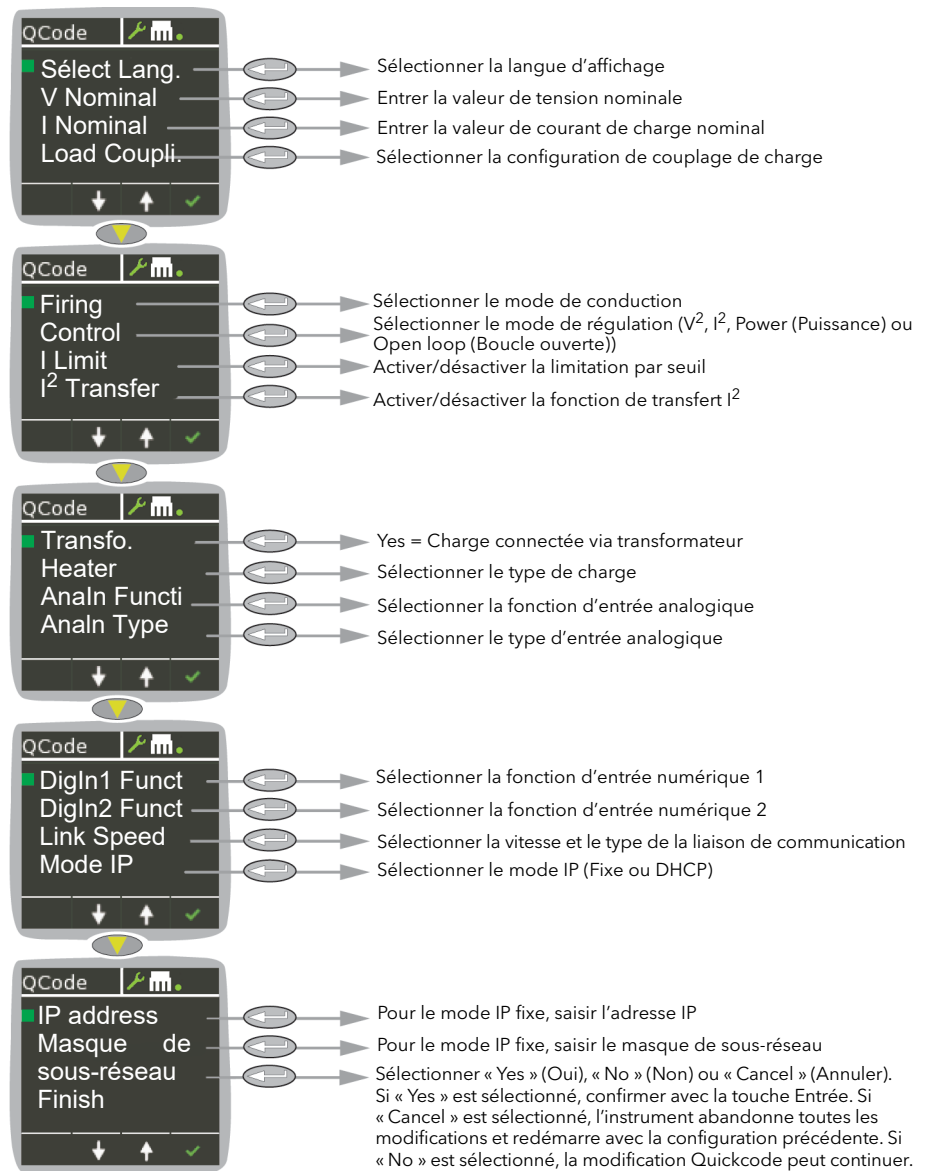 QCode
Sélect Lang.
Sélectionner la langue d'affichage
V Nominal
Entrer la valeur de tension nominale
I Nominal
Entrer la valeur de courant de charge nominal
Load Coupli.
Sélectionner la configuration de couplage de charge
QCode
Firing
Sélectionner le mode de conduction
Control
Sélectionner le mode de régulation (V², I², Power (Puissance) ou
Open loop (Boucle ouverte))
I Limit
Activer/désactiver la limitation par seuil
I² Transfer
Activer/désactiver la fonction de transfert I²
QCode
Transfo.
Yes = Charge connectée via transformateur
Heater
Sélectionner le type de charge
AnaIn Functi
Sélectionner la fonction d'entrée analogique
AnaIn Type
Sélectionner le type d'entrée analogique
QCode
DigIn1 Funct
Sélectionner la fonction d'entrée numérique 1
DigIn2 Funct
Sélectionner la fonction d'entrée numérique 2
Link Speed
Sélectionner la vitesse et le type de la liaison de communication
Mode IP
Sélectionner le mode IP (Fixe ou DHCP)
QCode
IP address
Pour le mode IP fixe, saisir l'adresse IP
Masque de
sous-réseau
Pour le mode IP fixe, saisir le masque de sous-réseau
Finish
Sélectionner « Yes » (Oui), « No » (Non) ou « Cancel » (Annuler).
Si « Yes » est sélectionné, confirmer avec la touche Entrée. Si
« Cancel » est sélectionné, l'instrument abandonne toutes les
modifications et redémarre avec la configuration précédente. Si
« No » est sélectionné, la modification Quickcode peut continuer.